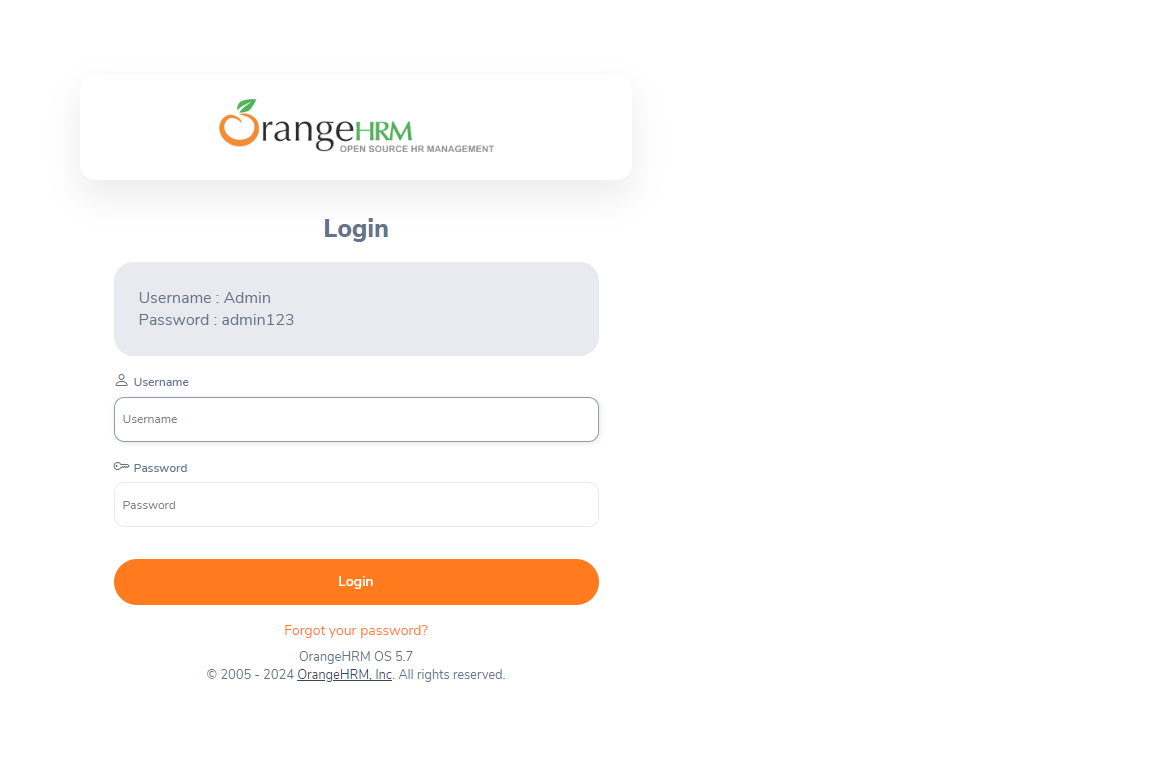 OrangeHRM
OPEN SOURCE HR MANAGEMENT
Login
Username : Admin
Password : admin123
Username
Username
Password
Password
Login
Forgot your password?
OrangeHRM OS 5.7
© 2005 - 2024 OrangeHRM, Inc. All rights reserved.